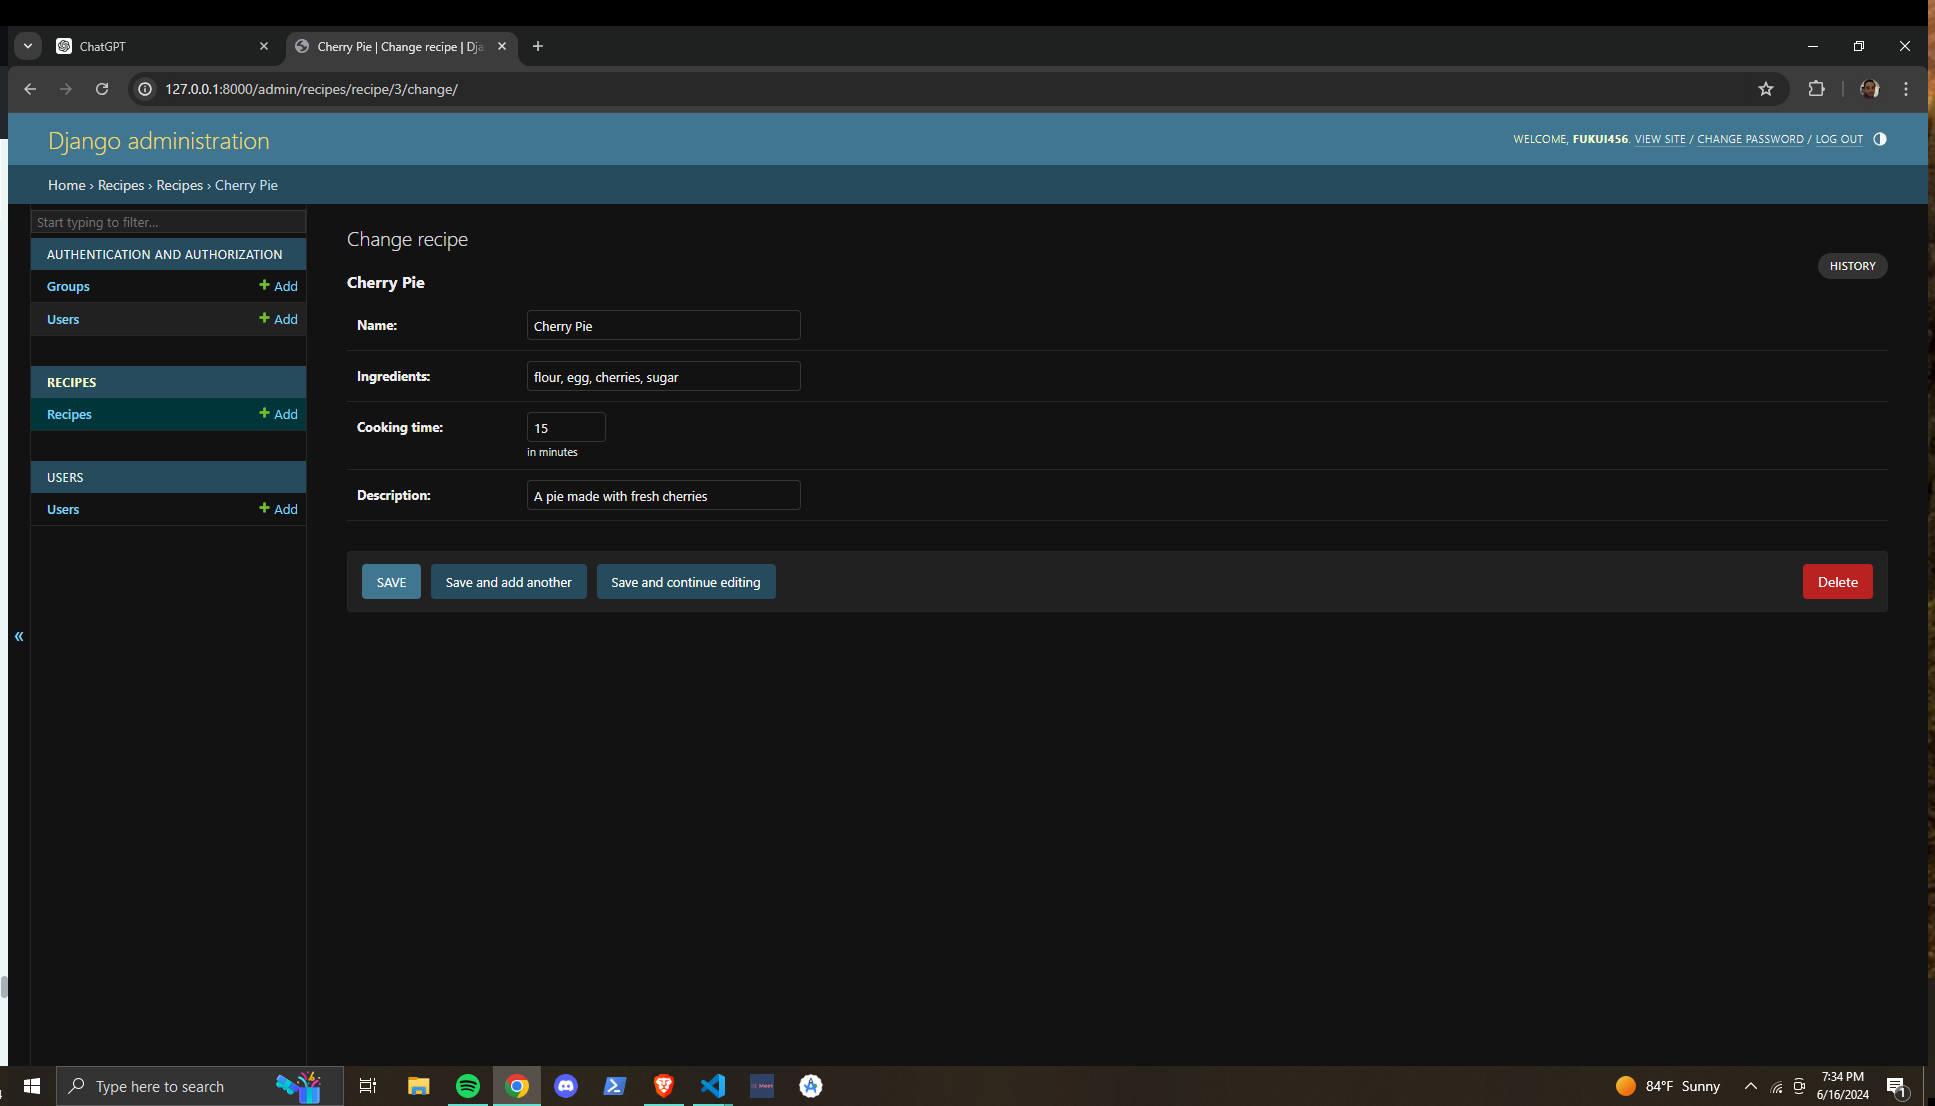 ChatGPT
Cherry Pie | Change recipe | Dja
127.0.0.1:8000/admin/recipes/recipe/3/change/
Django administration
WELCOME, FUKUI456. VIEW SITE / CHANGE PASSWORD / LOG OUT
Home › Recipes › Recipes › Cherry Pie
Start typing to filter...
AUTHENTICATION AND AUTHORIZATION
Groups + Add
Users + Add
RECIPES
Recipes + Add
USERS
Users + Add
«
Change recipe
HISTORY
Cherry Pie
Name: Cherry Pie
Ingredients: flour, egg, cherries, sugar
Cooking time: 15
in minutes
Description: A pie made with fresh cherries
SAVE Save and add another Save and continue editing Delete
Type here to search
Meet
84°F Sunny
7:34 PM
6/16/2024
1